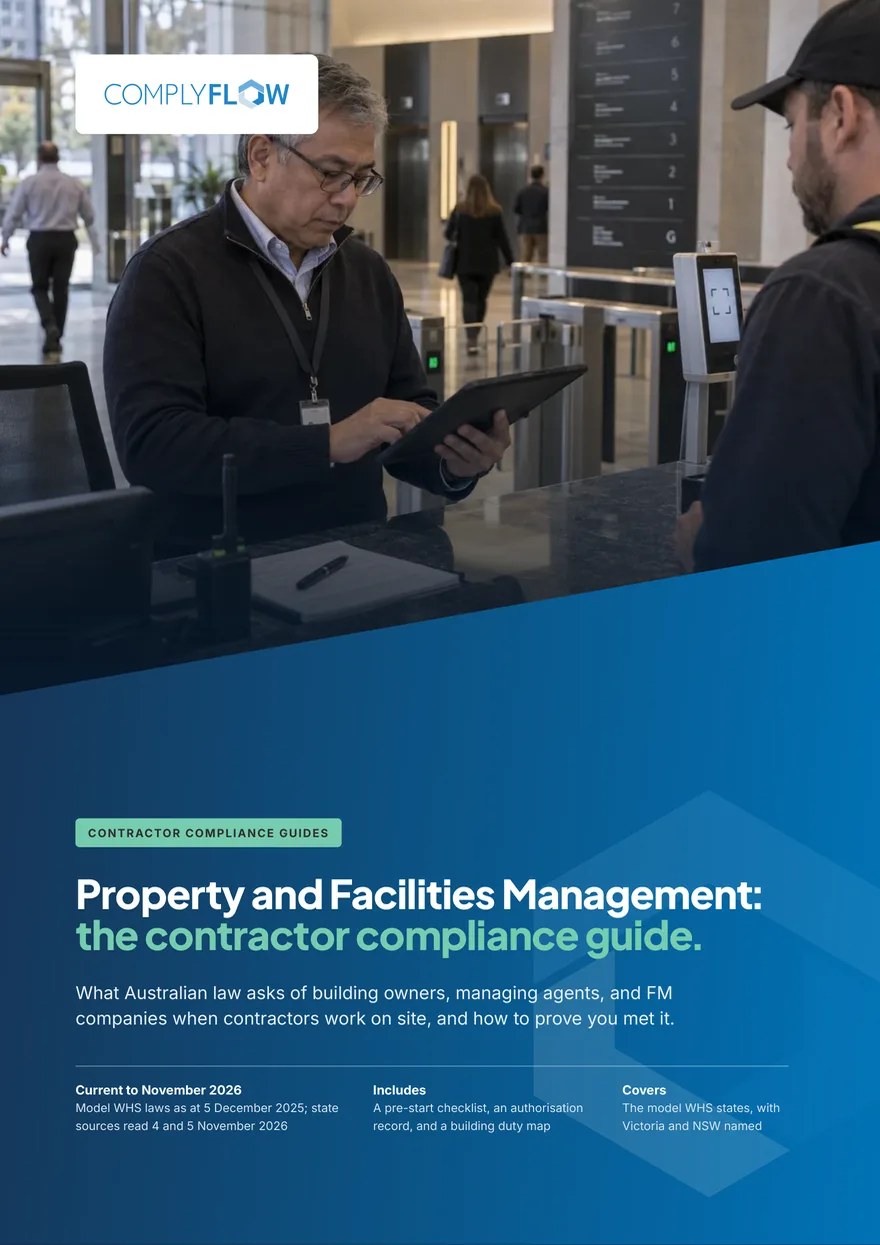 COMPLYFLOW
7
6
5
4
3
2
1
G
CONTRACTOR COMPLIANCE GUIDES
Property and Facilities Management:
the contractor compliance guide.
What Australian law asks of building owners, managing agents, and FM
companies when contractors work on site, and how to prove you met it.
Current to November 2026
Model WHS laws as at 5 December 2025; state
sources read 4 and 5 November 2026
Includes
A pre-start checklist, an authorisation
record, and a building duty map
Covers
The model WHS states, with
Victoria and NSW named